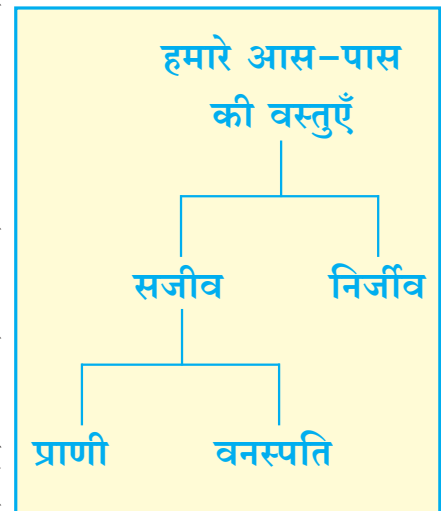 हमारे आस-पास
की वस्तुएँ
सजीव निर्जीव
प्राणी वनस्पति